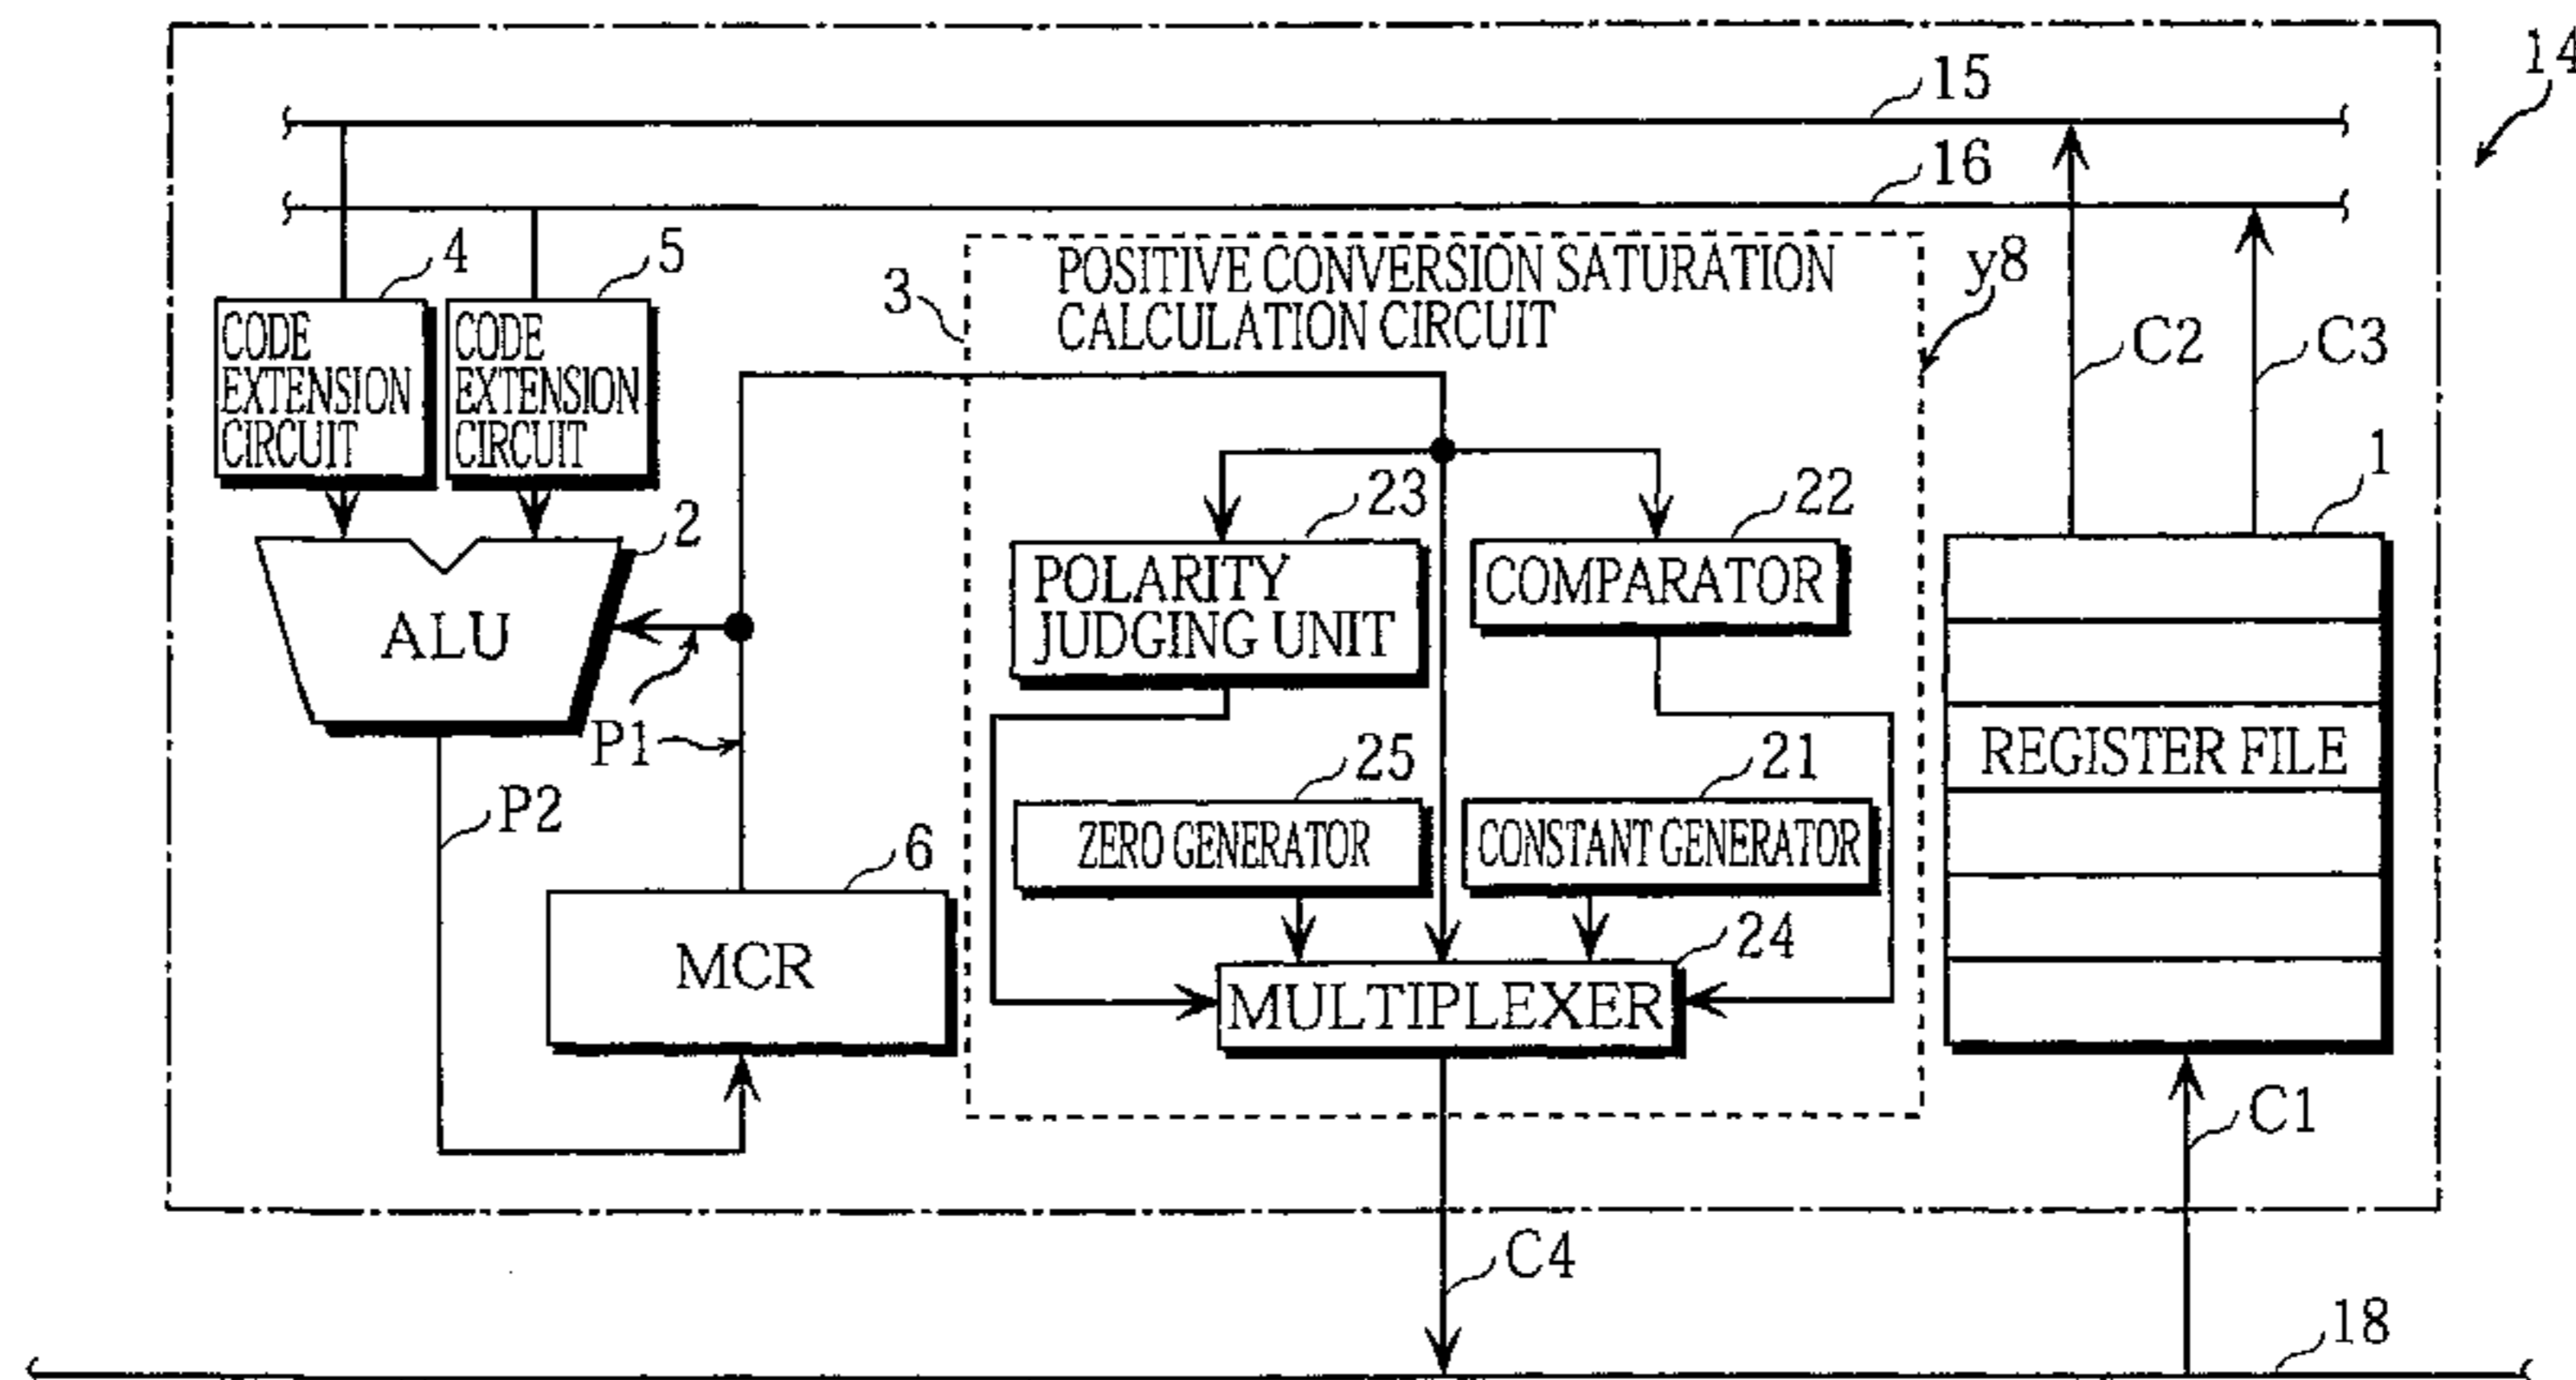 14
15
16
4
5
3
POSITIVE CONVERSION SATURATION
CALCULATION CIRCUIT
y8
CODE
EXTENSION
CIRCUIT
CODE
EXTENSION
CIRCUIT
C2
C3
2
23
22
1
ALU
POLARITY
JUDGING UNIT
COMPARATOR
P1
P2
25
21
REGISTER FILE
6
ZERO GENERATOR
CONSTANT GENERATOR
MCR
24
MULTIPLEXER
C1
C4
18